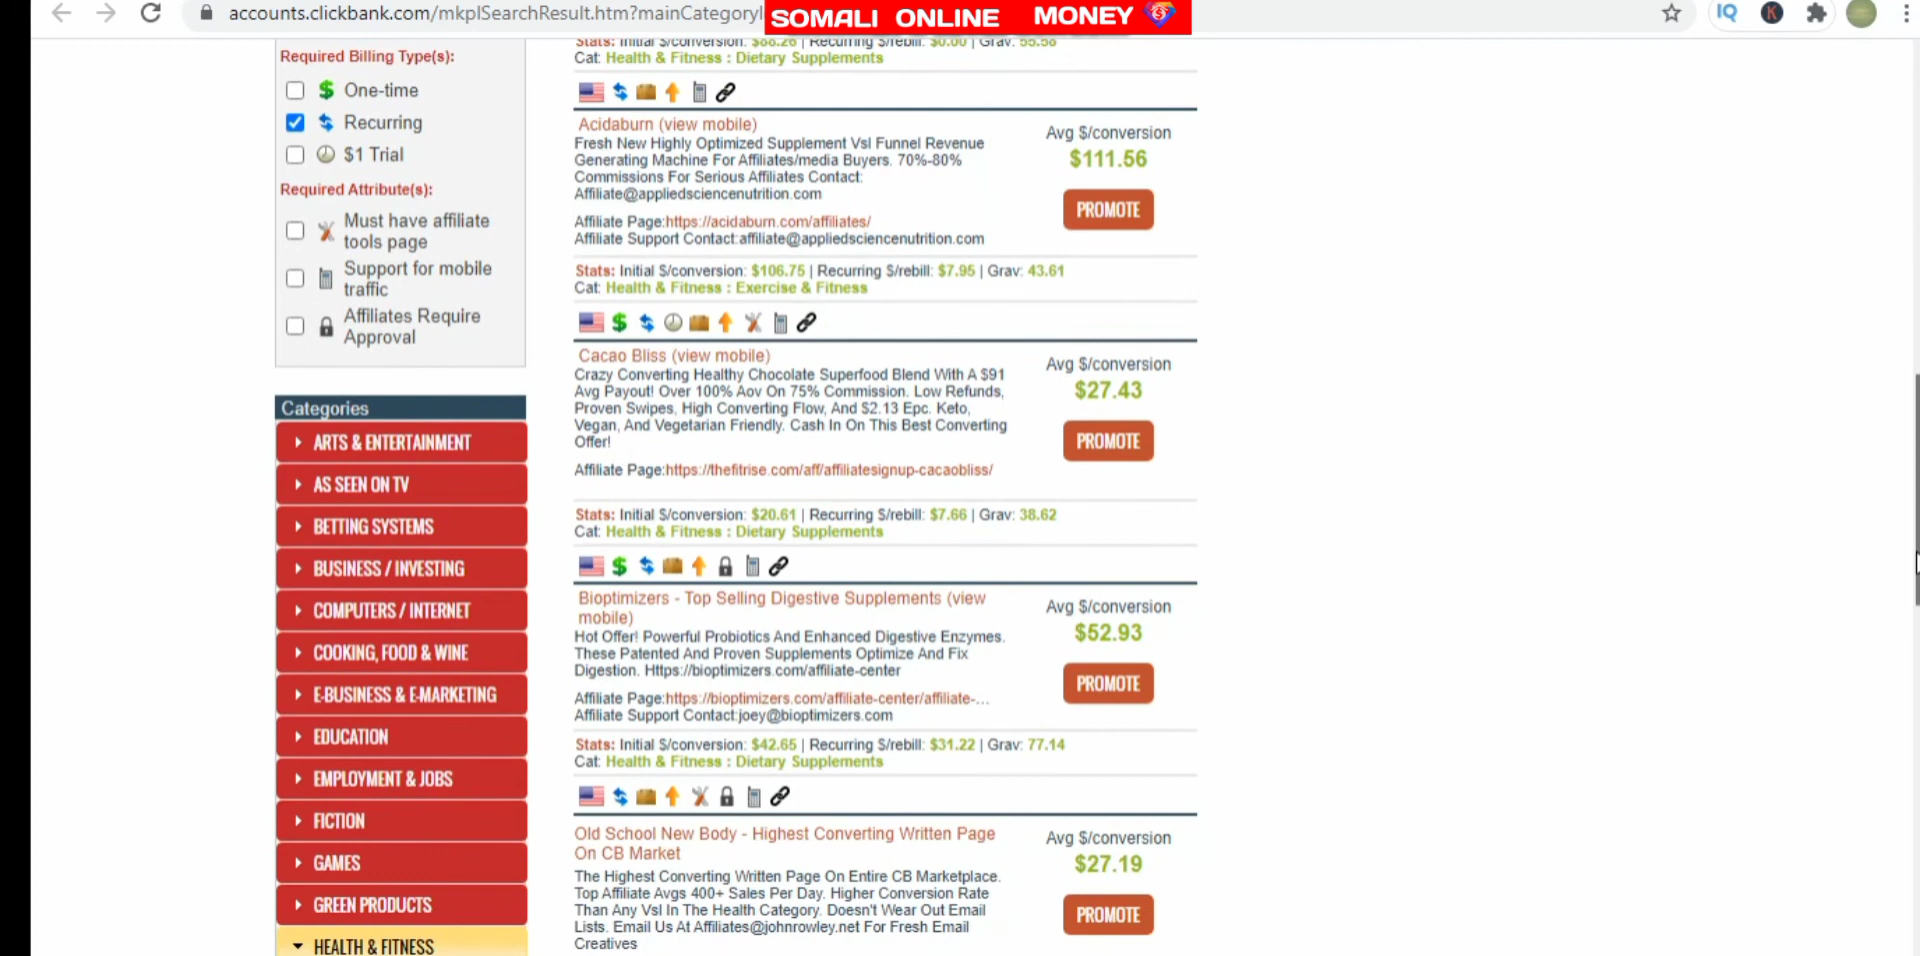 accounts.clickbank.com/mkplSearchResult.htm?mainCategoryI
SOMALI ONLINE MONEY
IQ
K
Required Billing Type(s):
One-time
Recurring
$1 Trial
Required Attribute(s):
Must have affiliate
tools page
Support for mobile
traffic
Affiliates Require
Approval
Categories
ARTS & ENTERTAINMENT
AS SEEN ON TV
BETTING SYSTEMS
BUSINESS / INVESTING
COMPUTERS / INTERNET
COOKING, FOOD & WINE
E-BUSINESS & E-MARKETING
EDUCATION
EMPLOYMENT & JOBS
FICTION
GAMES
GREEN PRODUCTS
HEALTH & FITNESS
Stats: Initial $/conversion: $88.26 | Recurring $/rebill: $0.00 | Grav: 55.58
Cat: Health & Fitness : Dietary Supplements
Acidaburn (view mobile)
Fresh New Highly Optimized Supplement Vsl Funnel Revenue
Generating Machine For Affiliates/media Buyers. 70%-80%
Commissions For Serious Affiliates Contact:
Affiliate@appliedsciencenutrition.com
Affiliate Page:https://acidaburn.com/affiliates/
Affiliate Support Contact:affiliate@appliedsciencenutrition.com
Avg $/conversion
$111.56
PROMOTE
Stats: Initial $/conversion: $106.75 | Recurring $/rebill: $7.95 | Grav: 43.61
Cat: Health & Fitness : Exercise & Fitness
Cacao Bliss (view mobile)
Crazy Converting Healthy Chocolate Superfood Blend With A $91
Avg Payout! Over 100% Aov On 75% Commission. Low Refunds,
Proven Swipes, High Converting Flow, And $2.13 Epc. Keto,
Vegan, And Vegetarian Friendly. Cash In On This Best Converting
Offer!
Affiliate Page:https://thefitrise.com/aff/affiliatesignup-cacaobliss/
Avg $/conversion
$27.43
PROMOTE
Stats: Initial $/conversion: $20.61 | Recurring $/rebill: $7.66 | Grav: 38.62
Cat: Health & Fitness : Dietary Supplements
Bioptimizers - Top Selling Digestive Supplements (view
mobile)
Hot Offer! Powerful Probiotics And Enhanced Digestive Enzymes.
These Patented And Proven Supplements Optimize And Fix
Digestion. Https://bioptimizers.com/affiliate-center
Affiliate Page:https://bioptimizers.com/affiliate-center/affiliate-...
Affiliate Support Contact:joey@bioptimizers.com
Avg $/conversion
$52.93
PROMOTE
Stats: Initial $/conversion: $42.65 | Recurring $/rebill: $31.22 | Grav: 77.14
Cat: Health & Fitness : Dietary Supplements
Old School New Body - Highest Converting Written Page
On CB Market
The Highest Converting Written Page On Entire CB Marketplace.
Top Affiliate Avgs 400+ Sales Per Day. Higher Conversion Rate
Than Any Vsl In The Health Category. Doesn't Wear Out Email
Lists. Email Us At Affiliates@johnrowley.net For Fresh Email
Creatives
Avg $/conversion
$27.19
PROMOTE